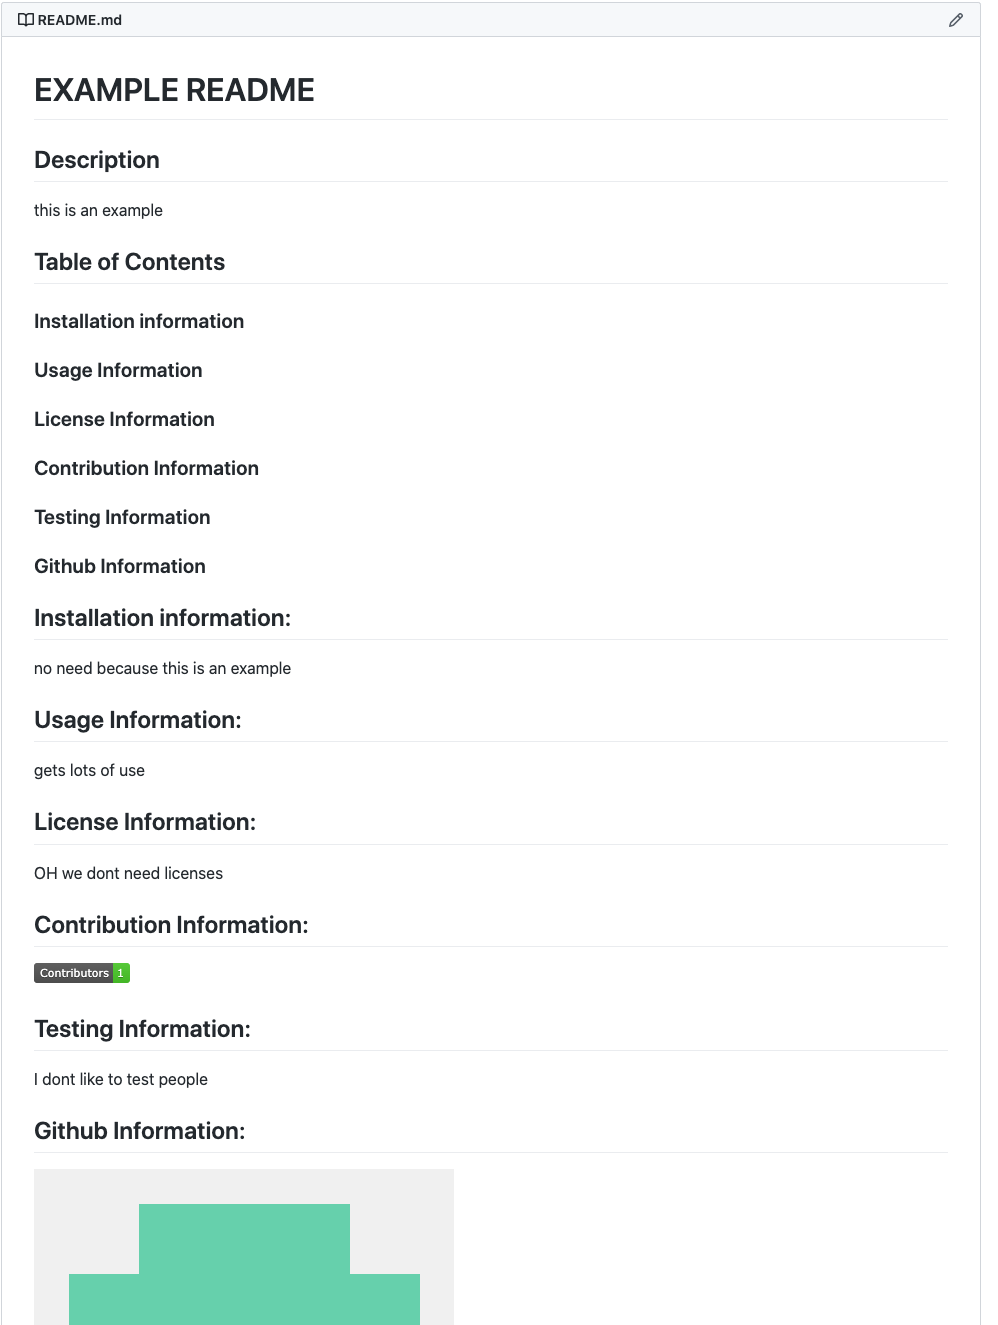 README.md
EXAMPLE README
Description
this is an example
Table of Contents
Installation information
Usage Information
License Information
Contribution Information
Testing Information
Github Information
Installation information:
no need because this is an example
Usage Information:
gets lots of use
License Information:
OH we dont need licenses
Contribution Information:
Contributors 1
Testing Information:
I dont like to test people
Github Information: